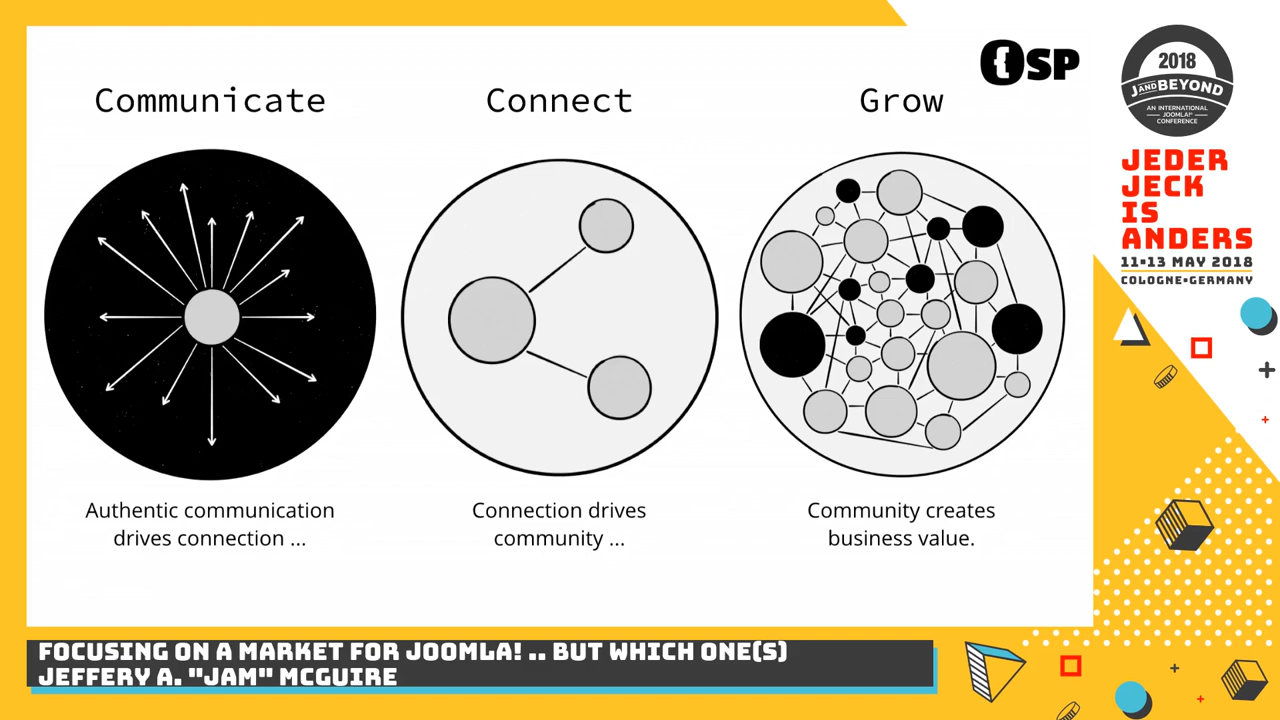 Communicate
Connect
Grow
Authentic communication
drives connection ...
Connection drives
community ...
Community creates
business value.
OSP
2018
JANDBEYOND
AN INTERNATIONAL
JOOMLA!®
CONFERENCE
JEDER
JECK
IS
ANDERS
11•13 MAY 2018
COLOGNE•GERMANY
FOCUSING ON A MARKET FOR JOOMLA! .. BUT WHICH ONE(S)
JEFFERY A. "JAM" MCGUIRE